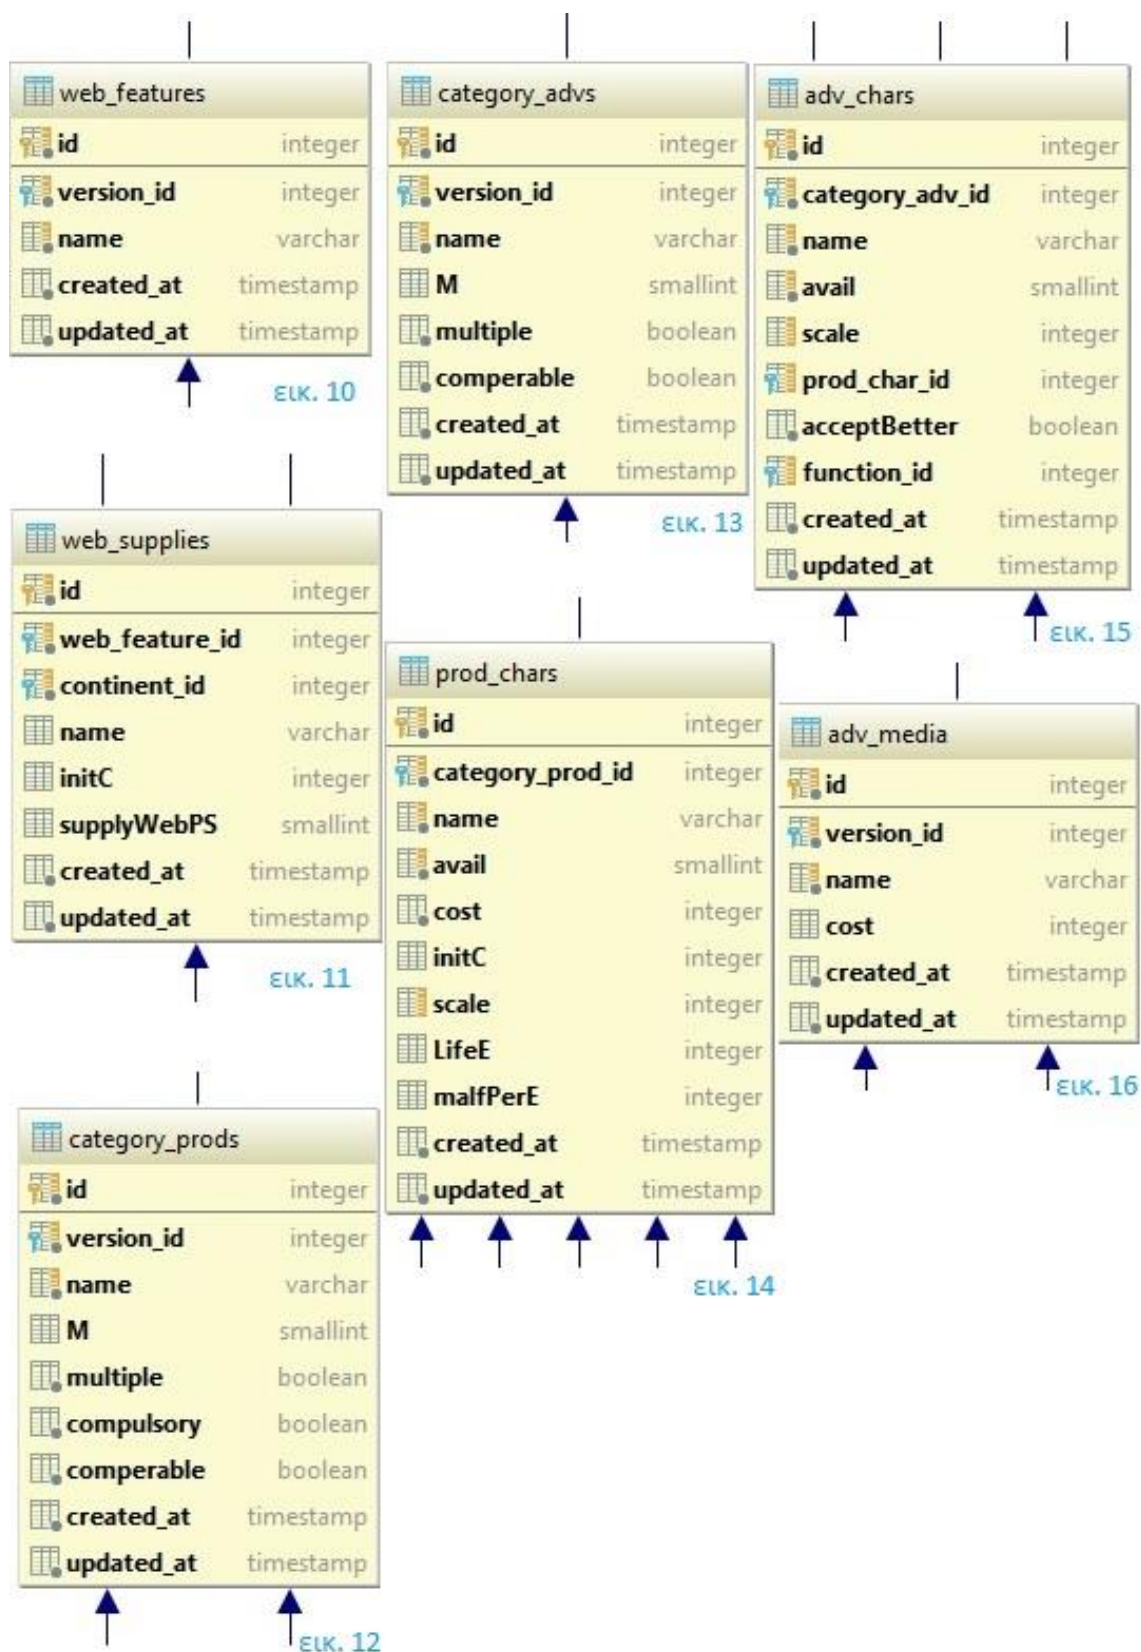 web_features
id integer
version_id integer
name varchar
created_at timestamp
updated_at timestamp
εικ. 10
category_advs
id integer
version_id integer
name varchar
M smallint
multiple boolean
comperable boolean
created_at timestamp
updated_at timestamp
εικ. 13
adv_chars
id integer
category_adv_id integer
name varchar
avail smallint
scale integer
prod_char_id integer
acceptBetter boolean
function_id integer
created_at timestamp
updated_at timestamp
εικ. 15
web_supplies
id integer
web_feature_id integer
continent_id integer
name varchar
initC integer
supplyWebPS smallint
created_at timestamp
updated_at timestamp
εικ. 11
prod_chars
id integer
category_prod_id integer
name varchar
avail smallint
cost integer
initC integer
scale integer
LifeE integer
malfPerE integer
created_at timestamp
updated_at timestamp
εικ. 14
adv_media
id integer
version_id integer
name varchar
cost integer
created_at timestamp
updated_at timestamp
εικ. 16
category_prods
id integer
version_id integer
name varchar
M smallint
multiple boolean
compulsory boolean
comperable boolean
created_at timestamp
updated_at timestamp
εικ. 12